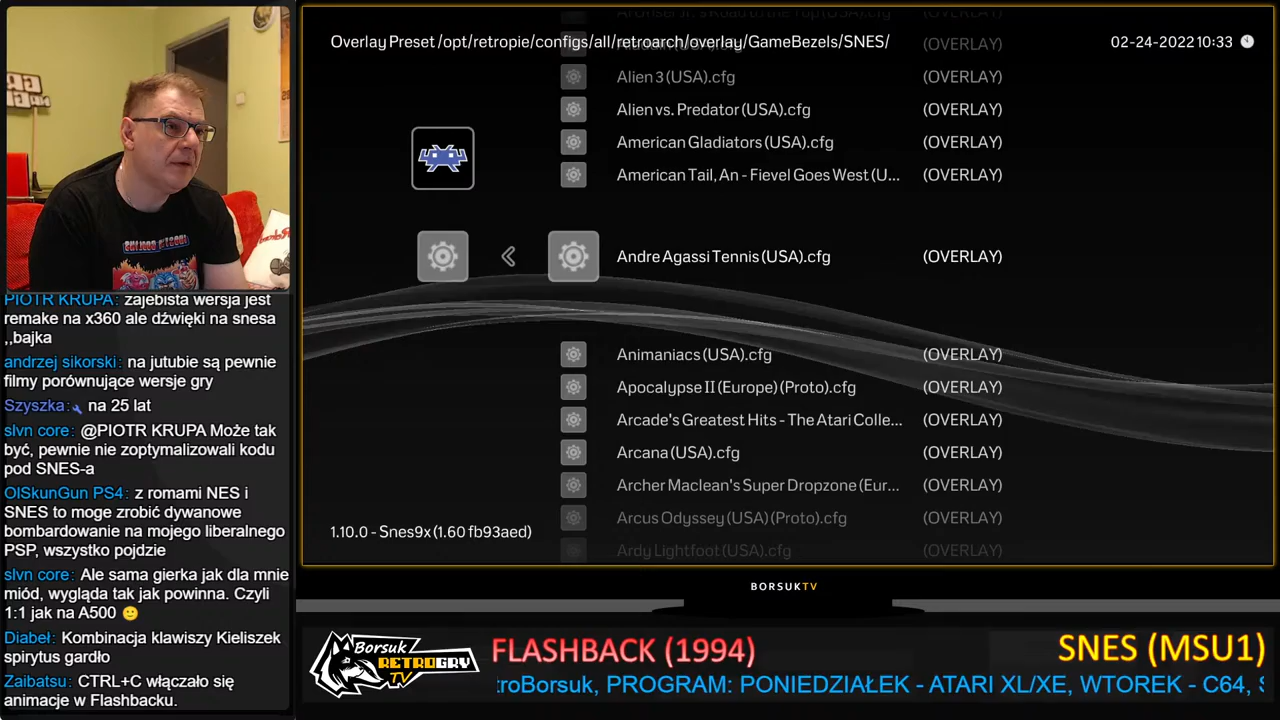 Overlay Preset /opt/retropie/configs/all/retroarch/overlay/GameBezels/SNES/
02-24-2022 10:33
(OVERLAY)
Alien 3 (USA).cfg (OVERLAY)
Alien vs. Predator (USA).cfg (OVERLAY)
American Gladiators (USA).cfg (OVERLAY)
American Tail, An - Fievel Goes West (U... (OVERLAY)
Andre Agassi Tennis (USA).cfg (OVERLAY)
Animaniacs (USA).cfg (OVERLAY)
Apocalypse II (Europe) (Proto).cfg (OVERLAY)
Arcade's Greatest Hits - The Atari Colle... (OVERLAY)
Arcana (USA).cfg (OVERLAY)
Archer Maclean's Super Dropzone (Eur... (OVERLAY)
Arcus Odyssey (USA) (Proto).cfg (OVERLAY)
Ardy Lightfoot (USA).cfg (OVERLAY)
1.10.0 - Snes9x (1.60 fb93aed)
PIOTR KRUPA: zajebista wersja jest
remake na x360 ale dźwięki na snesa
,,bajka
andrzej sikorski: na jutubie są pewnie
filmy porównujące wersje gry
Szyszka: na 25 lat
slvn core: @PIOTR KRUPA Może tak
być, pewnie nie zoptymalizowali kodu
pod SNES-a
OlSkunGun PS4: z romami NES i
SNES to moge zrobić dywanowe
bombardowanie na mojego liberalnego
PSP, wszystko pojdzie
slvn core: Ale sama gierka jak dla mnie
miód, wygląda tak jak powinna. Czyli
1:1 jak na A500 🙂
Diabeł: Kombinacja klawiszy Kieliszek
spirytus gardło
Zaibatsu: CTRL+C włączało się
animacje w Flashbacku.
BORSUKTV
Borsuk
RETROGRY
TV
FLASHBACK (1994)
SNES (MSU1)
troBorsuk, PROGRAM: PONIEDZIAŁEK - ATARI XL/XE, WTOREK - C64, S